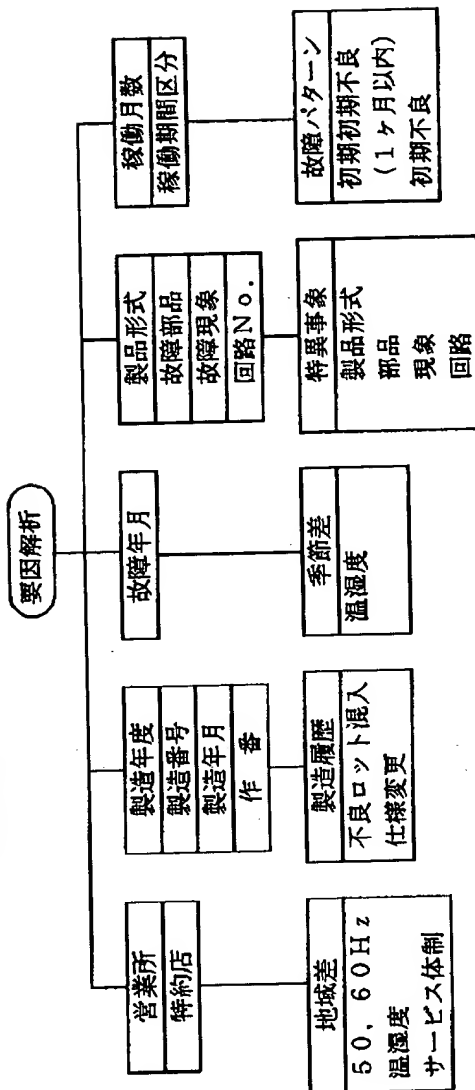 要因解析
営業所
特約店
地域差
50，60Hz
温湿度
サービス体制
製造年度
製造番号
製造年月
作　番
製造履歴
不良ロット混入
仕様変更
故障年月
季節差
温湿度
製品形式
故障部品
故障現象
回路No．
特異事象
製品形式
部品
現象
回路
稼働月数
稼働期間区分
故障パターン
初期初期不良
（1ヶ月以内）
初期不良